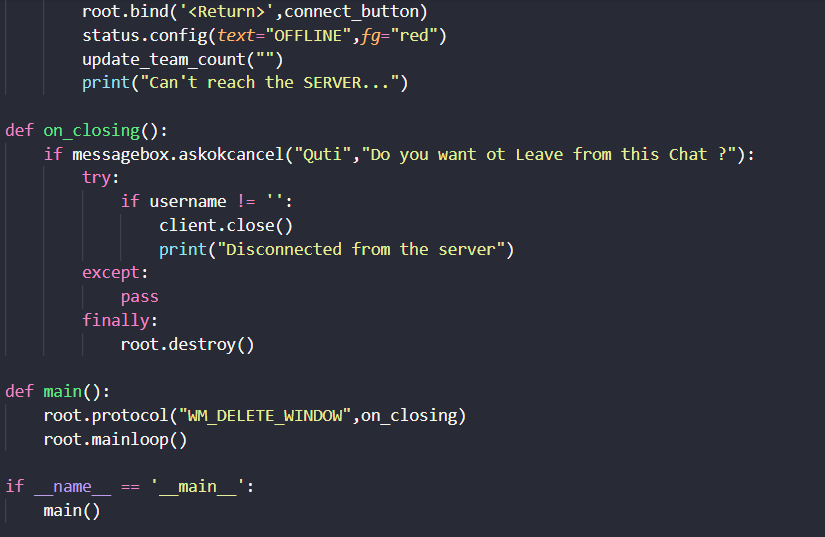 root.bind('<Return>',connect_button)
status.config(text="OFFLINE",fg="red")
update_team_count("")
print("Can't reach the SERVER...")
def on_closing():
if messagebox.askokcancel("Quti","Do you want ot Leave from this Chat ?"):
try:
if username != '':
client.close()
print("Disconnected from the server")
except:
pass
finally:
root.destroy()
def main():
root.protocol("WM_DELETE_WINDOW",on_closing)
root.mainloop()
if __name__ == '__main__':
main()